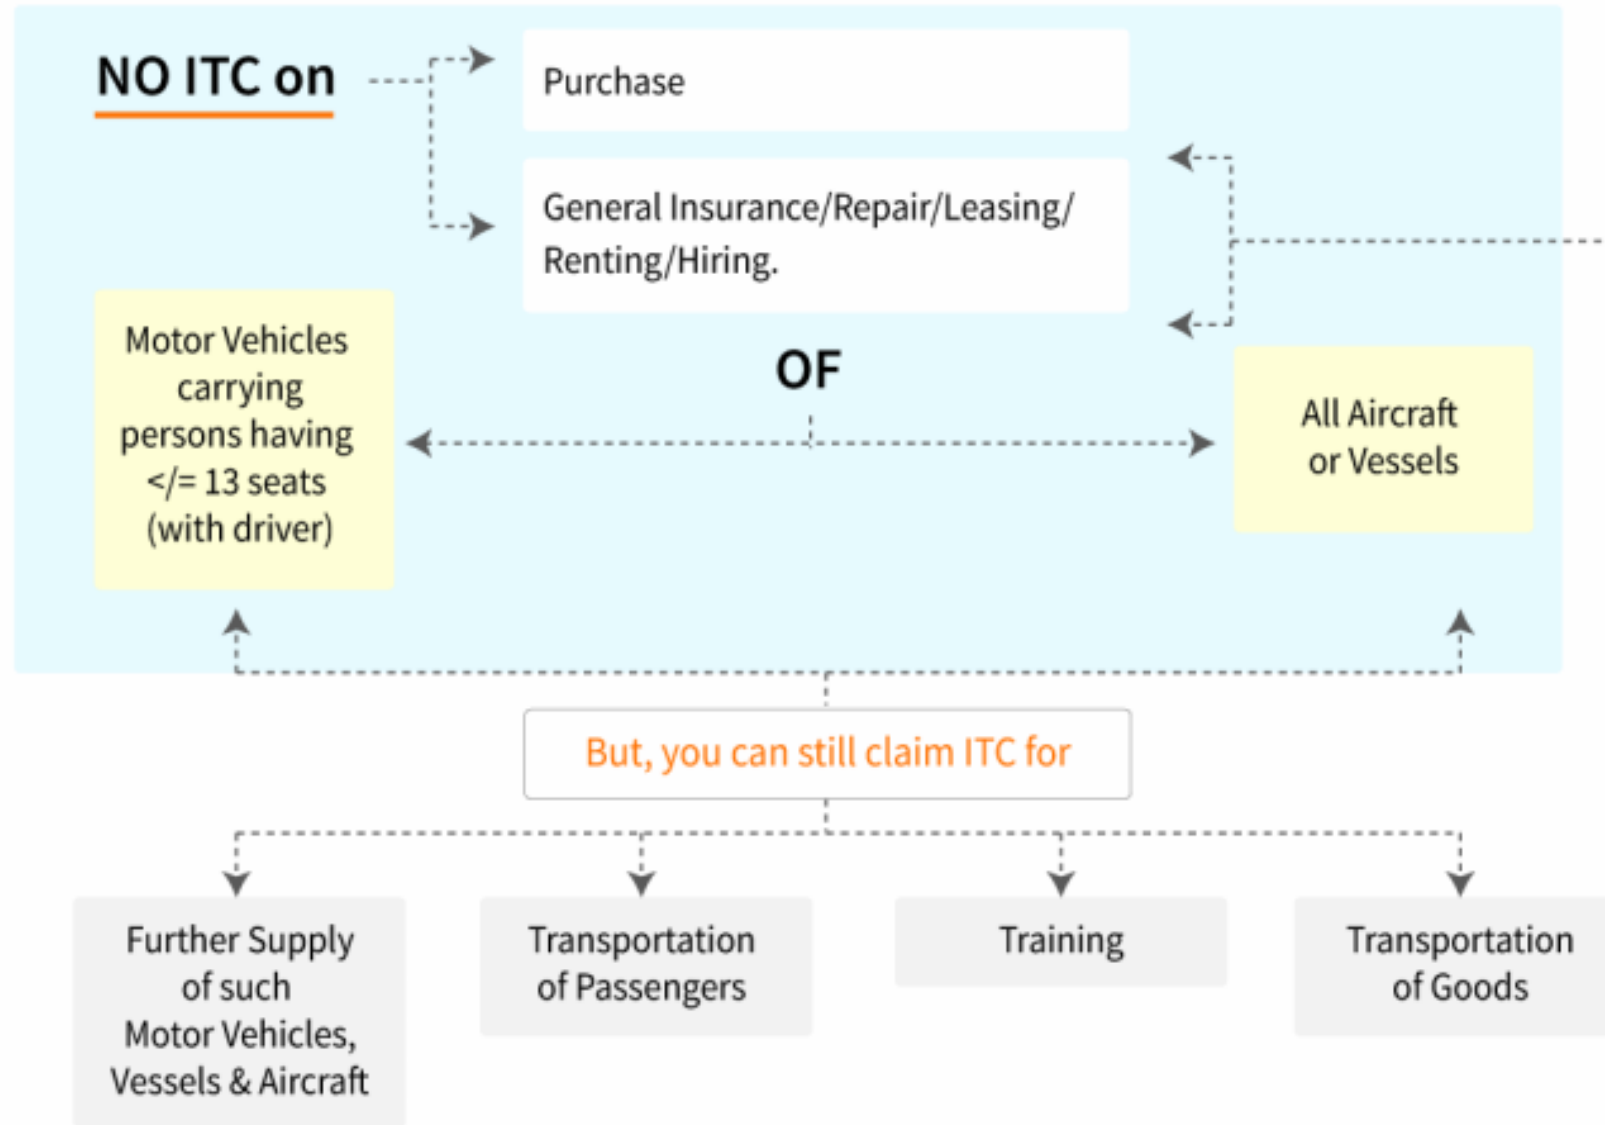 NO ITC on
Purchase
General Insurance/Repair/Leasing/
Renting/Hiring.
Motor Vehicles
carrying
persons having
</= 13 seats
(with driver)
OF
All Aircraft
or Vessels
But, you can still claim ITC for
Further Supply
of such
Motor Vehicles,
Vessels & Aircraft
Transportation
of Passengers
Training
Transportation
of Goods